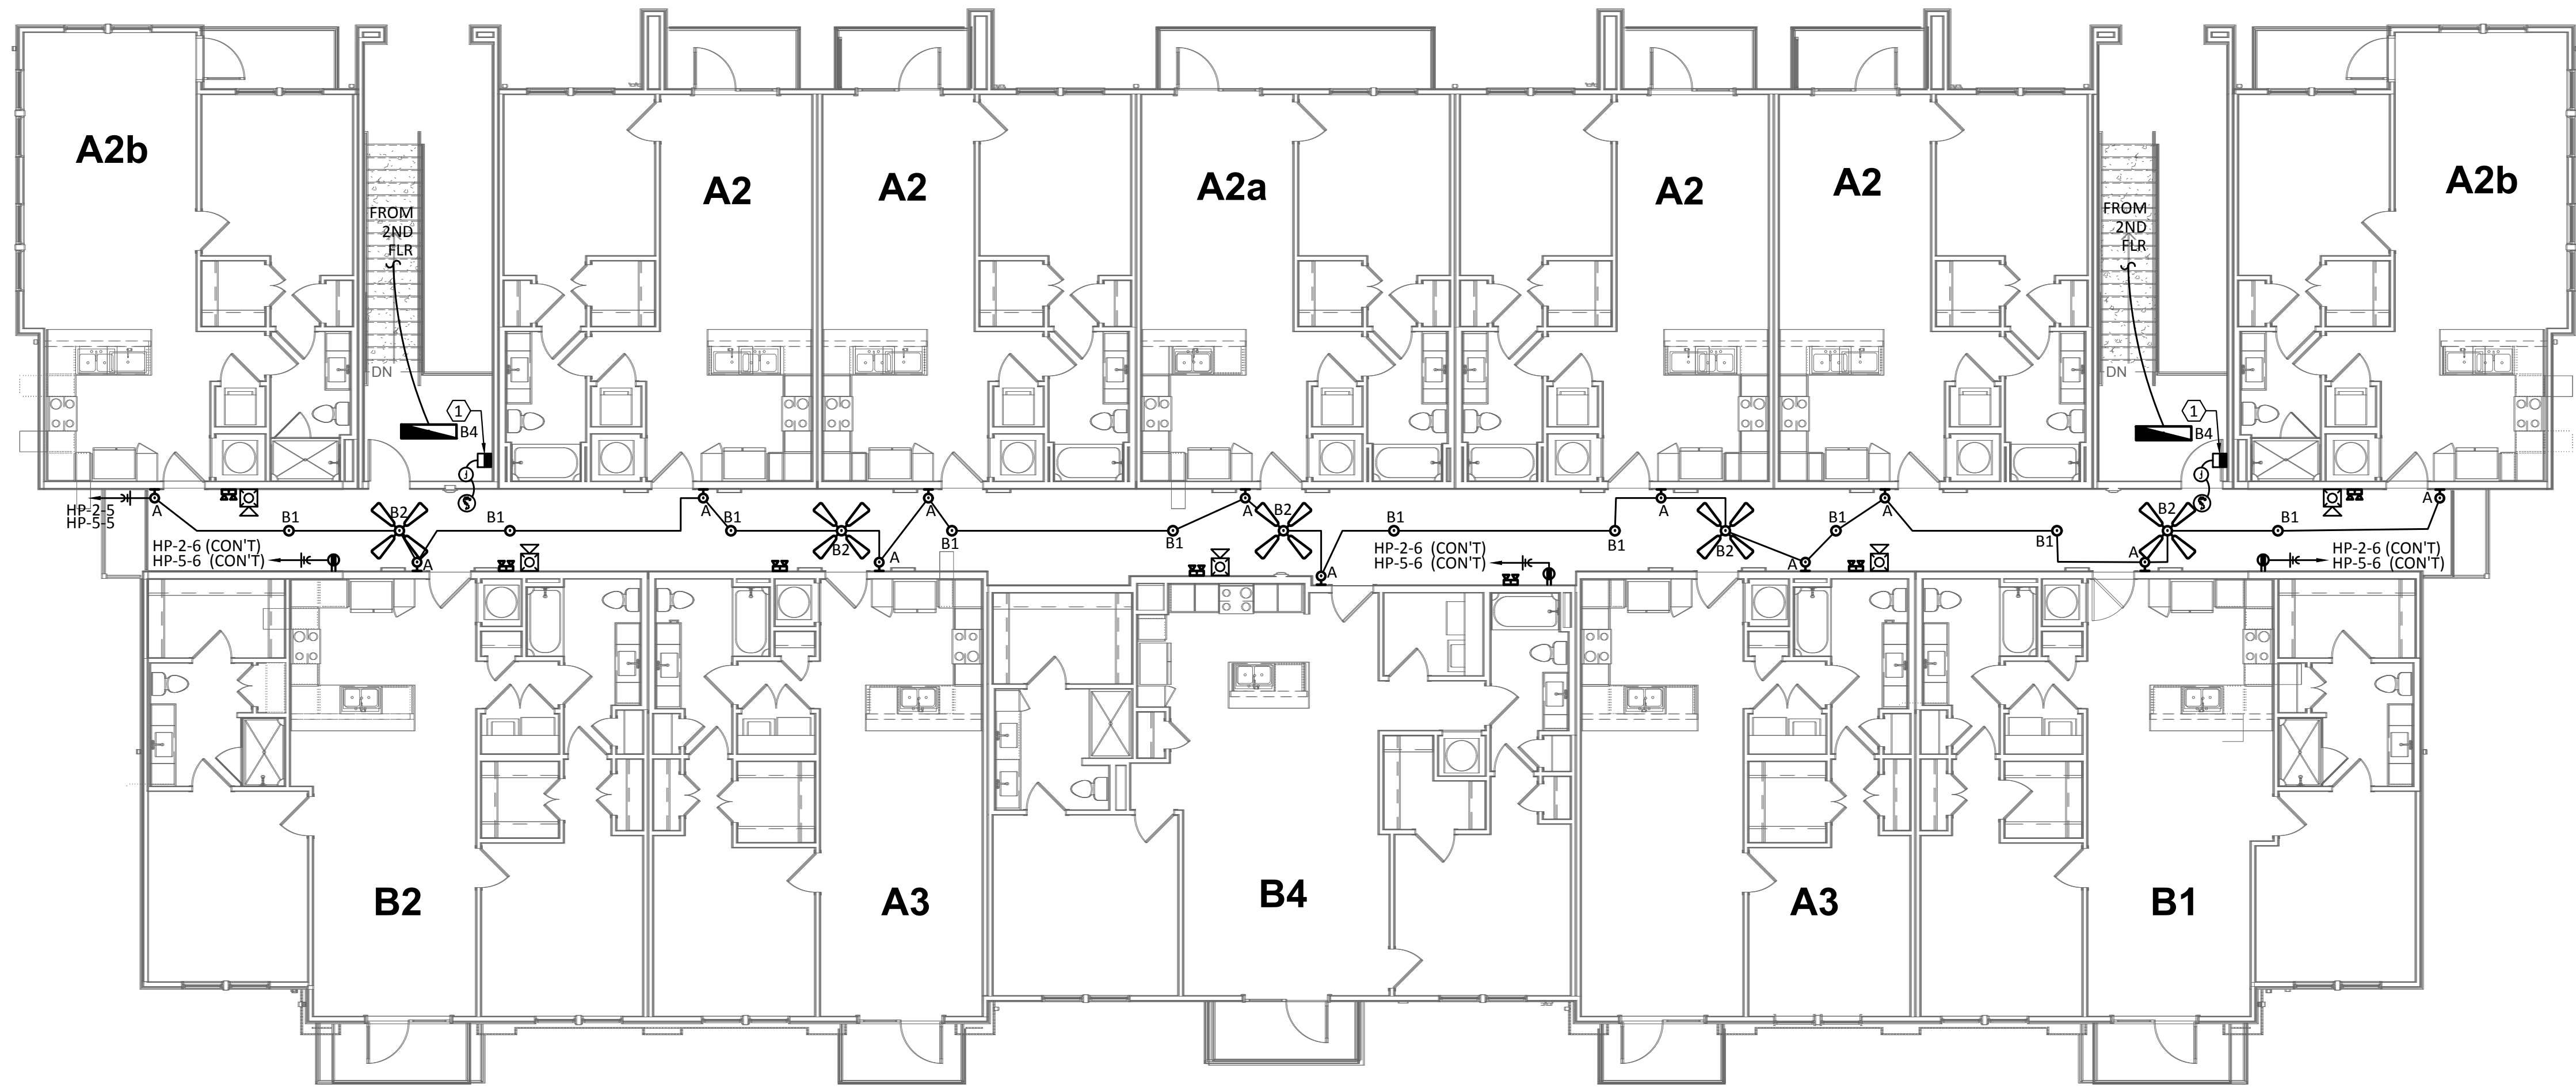 A2b
A2
A2
A2a
A2
A2
A2b
FROM
2ND
FLR
DN
1
B4
FROM
2ND
FLR
DN
1
B4
HP-2-5
HP-5-5
A
B1
B2
A
B1
A
B1
B2
A
A
B1
B1
A
B2
A
B1
B1
A
B2
A
B1
A
B1
A
B2
B1
A
HP-2-6 (CON'T)
HP-5-6 (CON'T)
HP-2-6 (CON'T)
HP-5-6 (CON'T)
HP-2-6 (CON'T)
HP-5-6 (CON'T)
B2
A3
B4
A3
B1